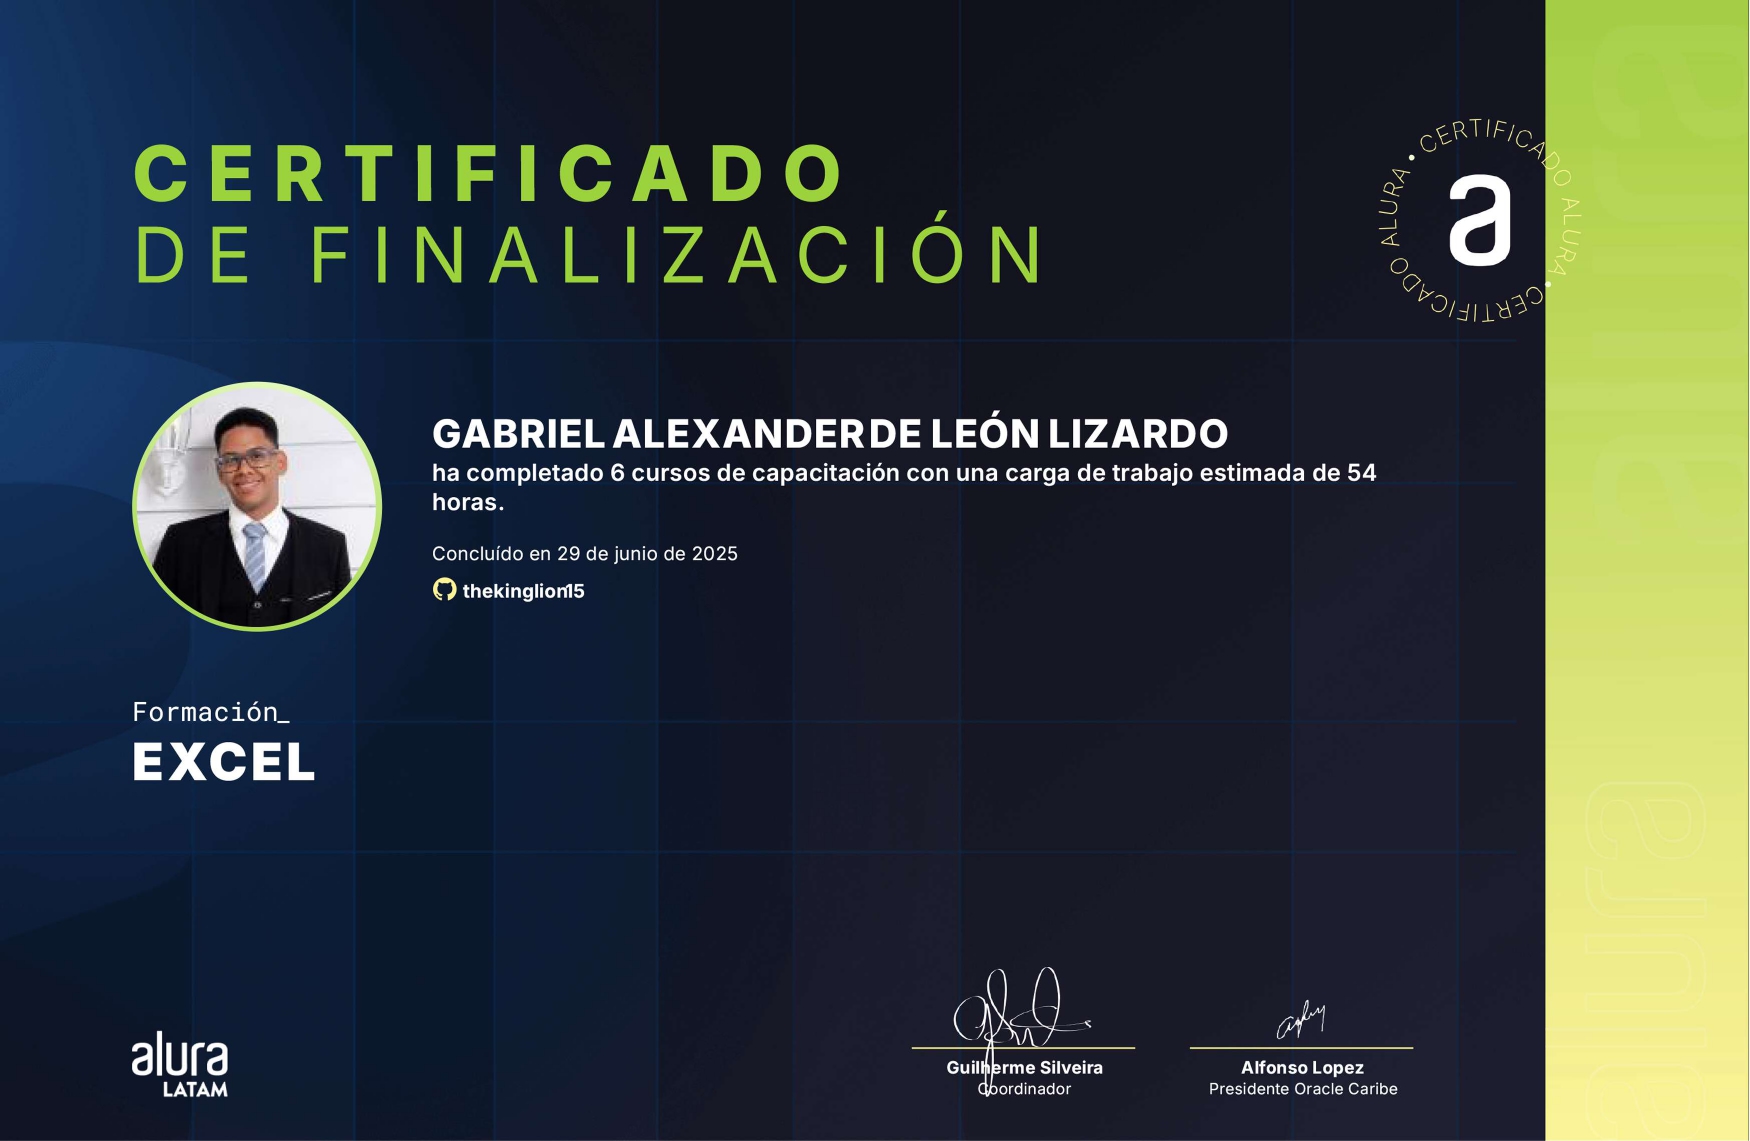 CERTIFICADO
DE FINALIZACIÓN
CERTIFICADO ALURA • CERTIFICADO ALURA •
a
GABRIEL ALEXANDER DE LEÓN LIZARDO
ha completado 6 cursos de capacitación con una carga de trabajo estimada de 54
horas.
Concluído en 29 de junio de 2025
thekinglion15
Formación_
EXCEL
alura
LATAM
Guilherme Silveira
Coordinador
Alfonso Lopez
Presidente Oracle Caribe
alura
alura